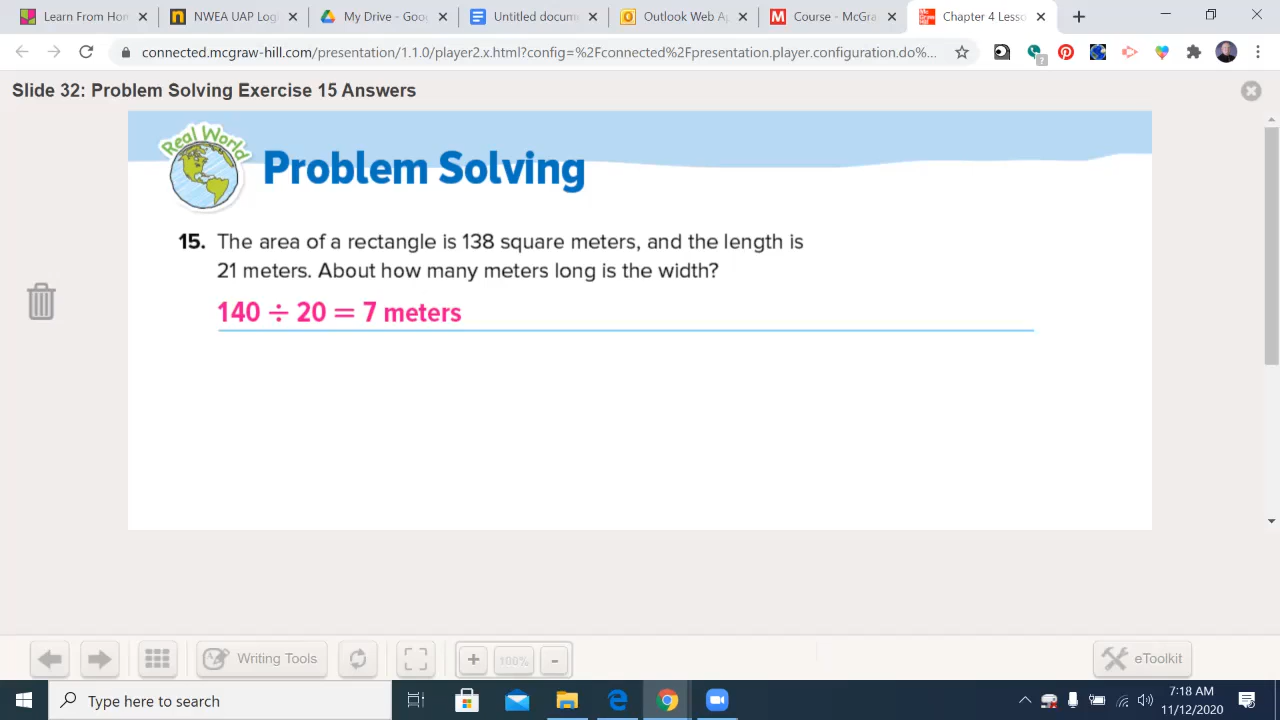 Learn From Hor
NWEA MAP Log
My Drive - Goo
Untitled docum
Outlook Web
Course - McGra
Chapter 4 Lesso
connected.mcgraw-hill.com/presentation/1.1.0/player2.x.html?config=%2Fconnected%2Fpresentation.player.configuration.do%...
Slide 32: Problem Solving Exercise 15 Answers
Real World
Problem Solving
15. The area of a rectangle is 138 square meters, and the length is
21 meters. About how many meters long is the width?
140 ÷ 20 = 7 meters
Writing Tools
+ 100% -
eToolkit
Type here to search
7:18 AM
11/12/2020